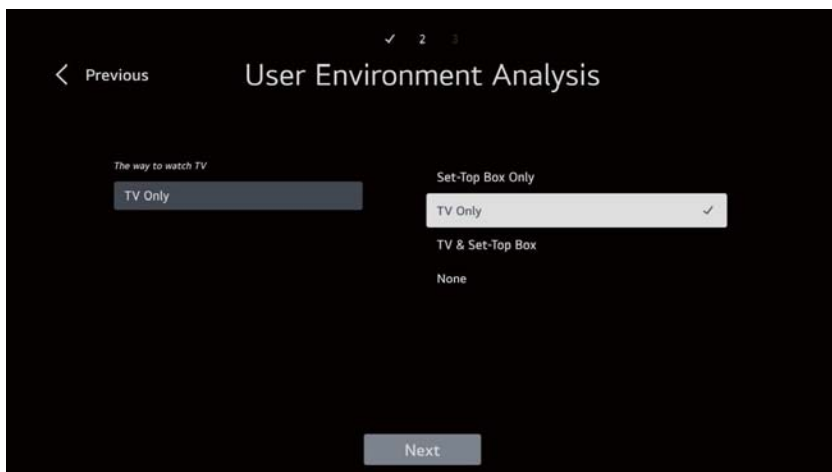 ✓ 2 3
Previous
User Environment Analysis
The way to watch TV
TV Only
Set-Top Box Only
TV Only
TV & Set-Top Box
None
Next